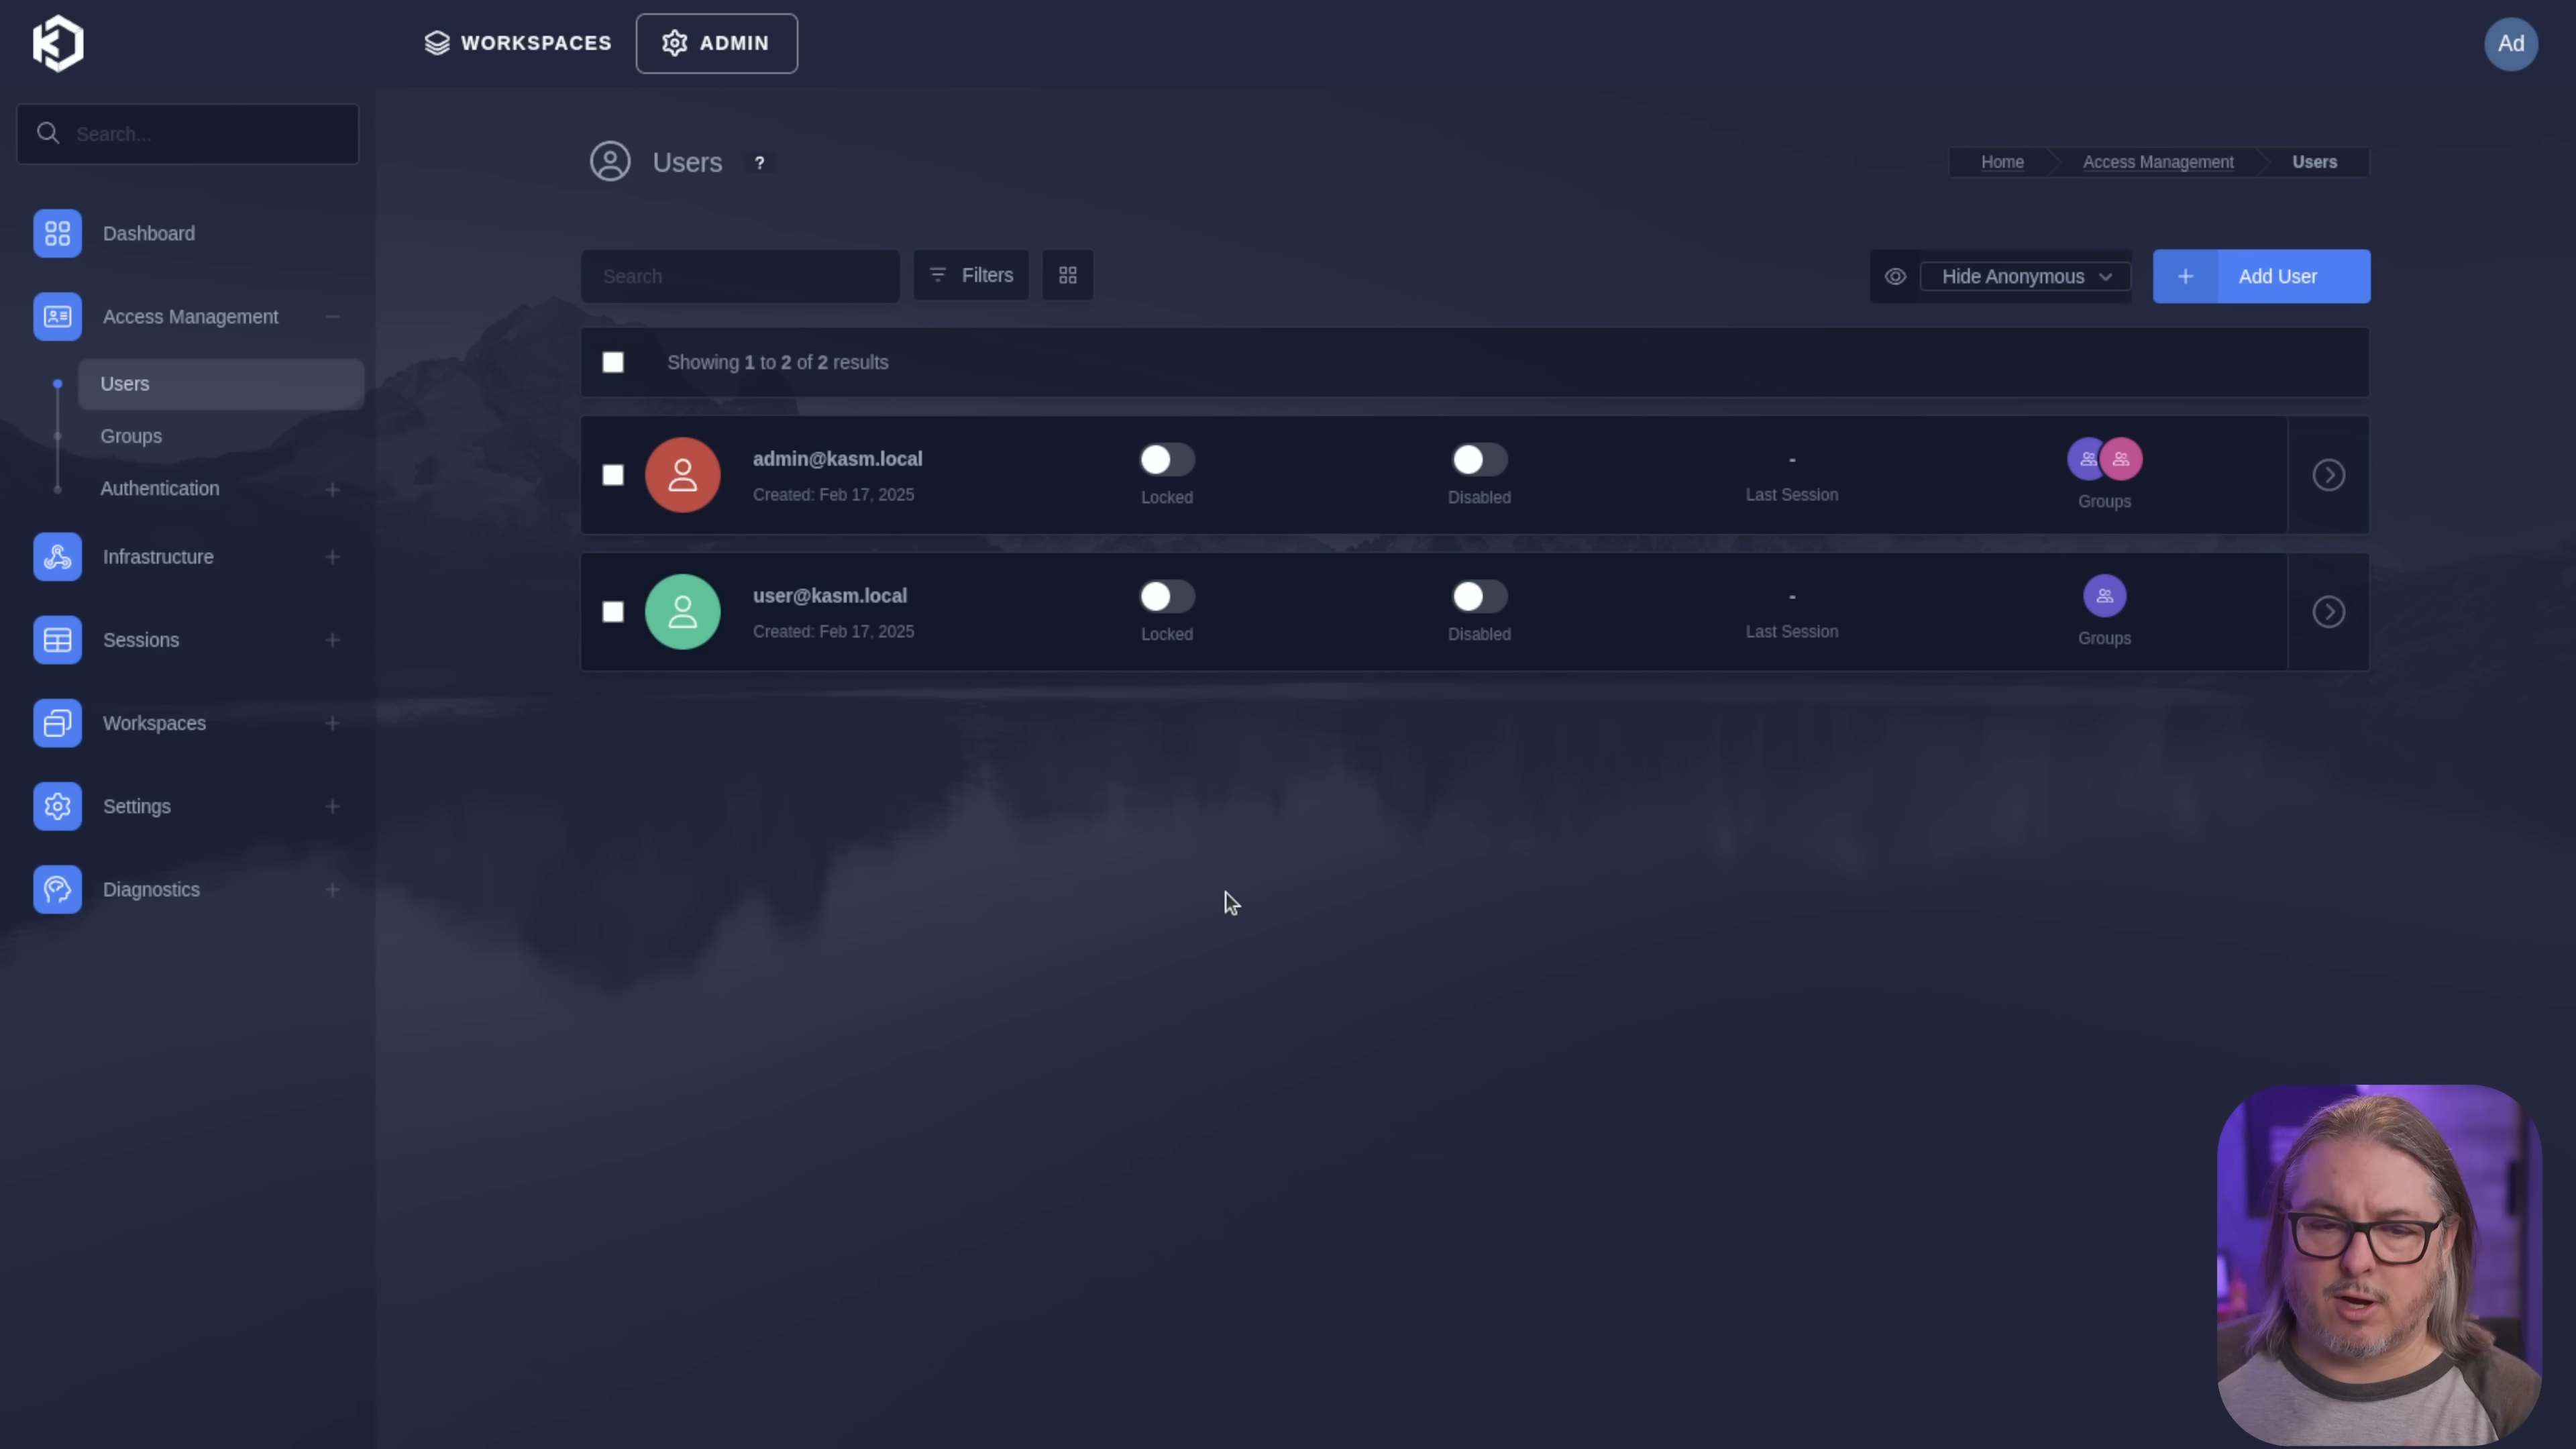 WORKSPACES
ADMIN
Ad
Search...
Dashboard
Access Management
Users
Groups
Authentication
Infrastructure
Sessions
Workspaces
Settings
Diagnostics
Users ?
Home Access Management Users
Search
Filters
Hide Anonymous
+ Add User
Showing 1 to 2 of 2 results
admin@kasm.local
Created: Feb 17, 2025
Locked
Disabled
-
Last Session
Groups
user@kasm.local
Created: Feb 17, 2025
Locked
Disabled
-
Last Session
Groups